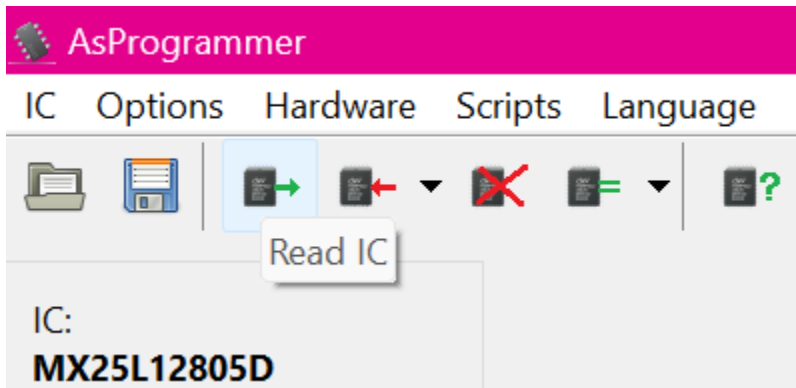 AsProgrammer
IC Options Hardware Scripts Language
?
Read IC
IC:
MX25L12805D